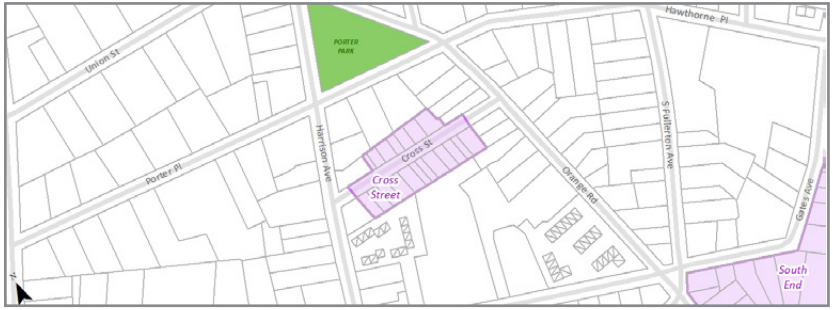 Hawthorne Pl
PORTER
PARK
Union St
S Fullerton Ave
Harrison Ave
Cross St
Porter Pl
Cross
Street
Orange Rd
Gates Ave
South
End
N